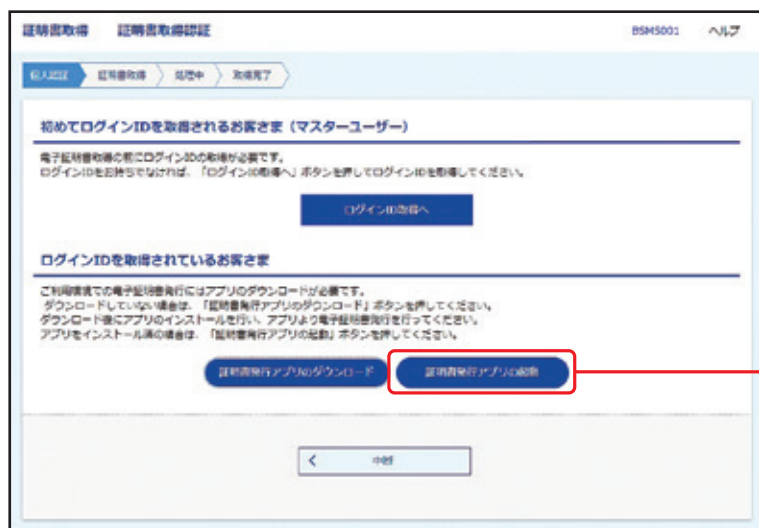 証明書取得 証明書取得認証 BSMS001 ヘルプ
個人認証 証明書取得 処理中 取得完了
初めてログインIDを取得されるお客さま（マスターユーザー）
電子証明書取得の前にログインIDの取得が必要です。
ログインIDをお持ちでなければ、「ログインID取得へ」ボタンを押してログインIDを取得してください。
ログインID取得へ
ログインIDを取得されているお客さま
ご利用環境での電子証明書発行にはアプリのダウンロードが必要です。
ダウンロードしていない場合は、「証明書発行アプリのダウンロード」ボタンを押してください。
ダウンロード後にアプリのインストールを行い、アプリより電子証明書発行を行ってください。
アプリをインストール済の場合は、「証明書発行アプリの起動」ボタンを押してください。
証明書発行アプリのダウンロード 証明書発行アプリの起動
中断